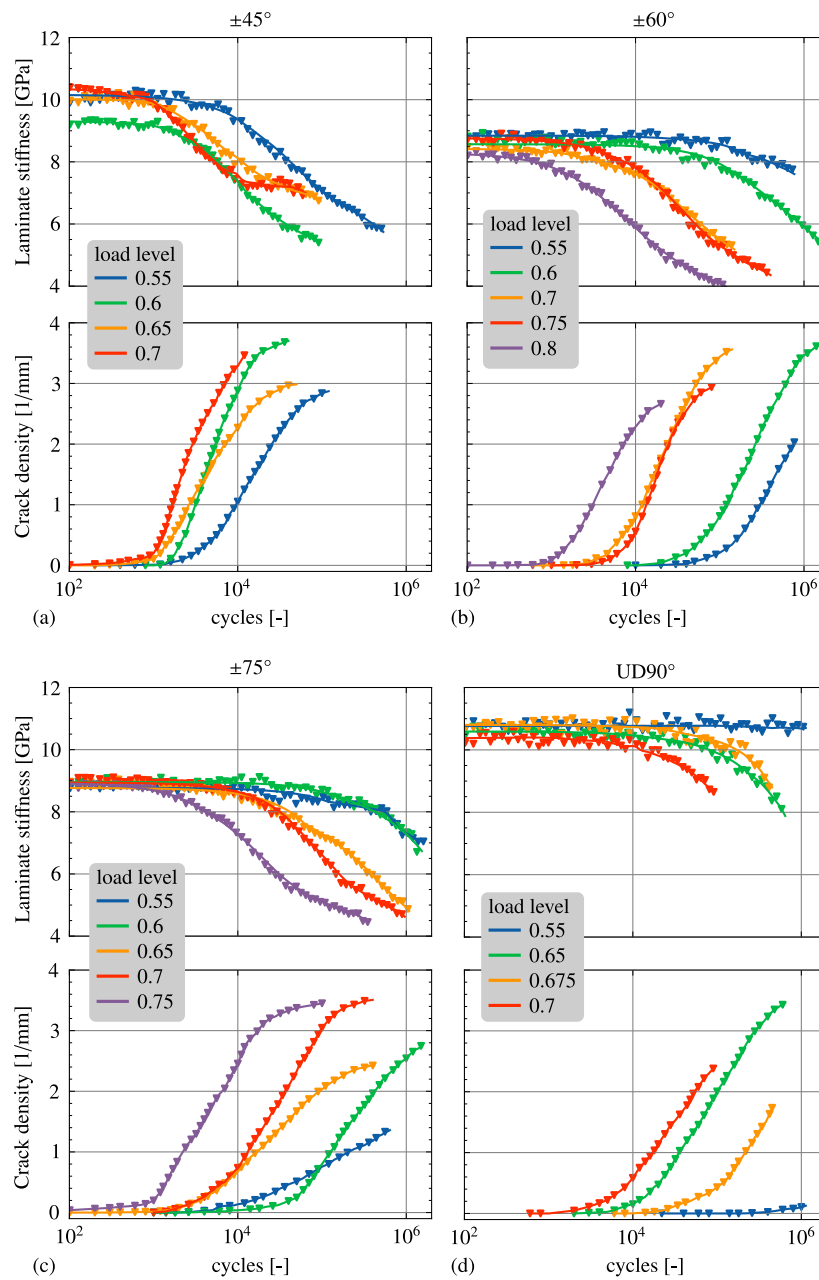 ±45°
±60°
12
10
8
6
4
Laminate stiffness [GPa]
load level
0.55
0.6
0.65
0.7
load level
0.55
0.6
0.7
0.75
0.8
4
3
2
1
0
Crack density [1/mm]
10² 10⁴ 10⁶
10² 10⁴ 10⁶
(a) cycles [-]
(b) cycles [-]
±75°
UD90°
12
10
8
6
4
Laminate stiffness [GPa]
load level
0.55
0.6
0.65
0.7
0.75
load level
0.55
0.65
0.675
0.7
4
3
2
1
0
Crack density [1/mm]
10² 10⁴ 10⁶
10² 10⁴ 10⁶
(c) cycles [-]
(d) cycles [-]